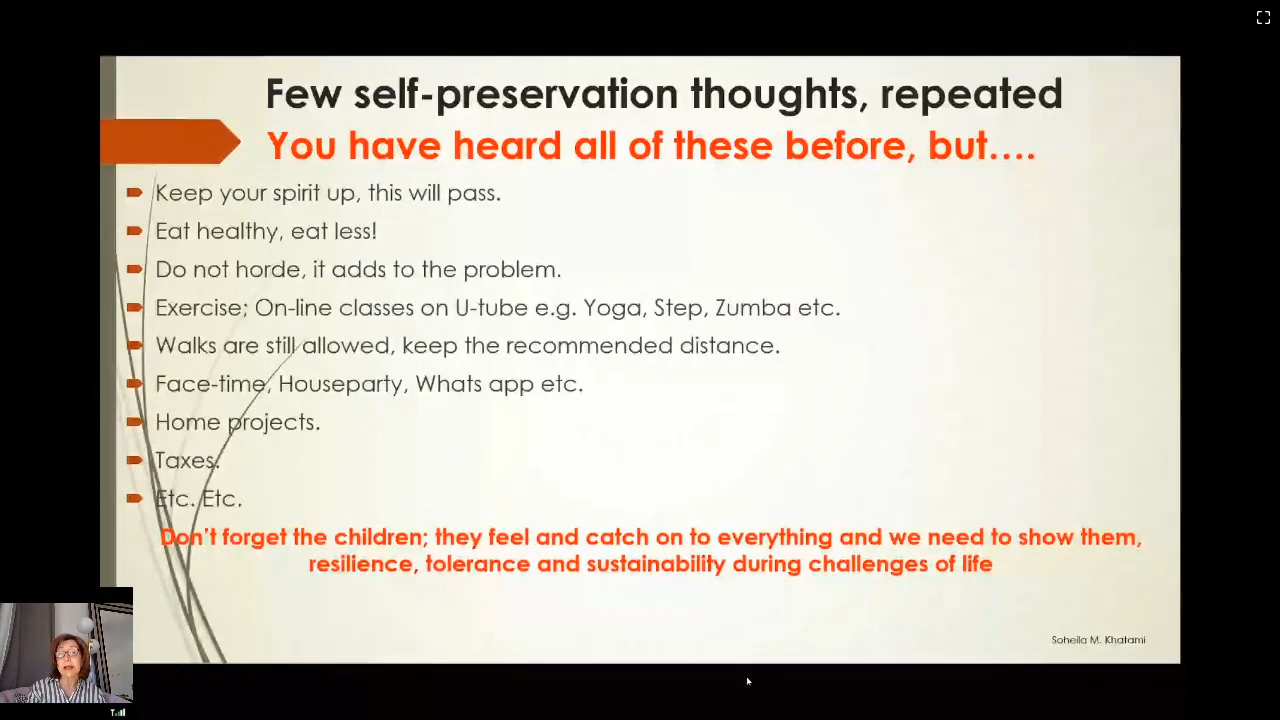 Few self-preservation thoughts, repeated
You have heard all of these before, but….
Keep your spirit up, this will pass.
Eat healthy, eat less!
Do not horde, it adds to the problem.
Exercise; On-line classes on U-tube e.g. Yoga, Step, Zumba etc.
Walks are still allowed, keep the recommended distance.
Face-time, Houseparty, Whats app etc.
Home projects.
Taxes.
Etc. Etc.
Don't forget the children; they feel and catch on to everything and we need to show them,
resilience, tolerance and sustainability during challenges of life
Soheila M. Khatami